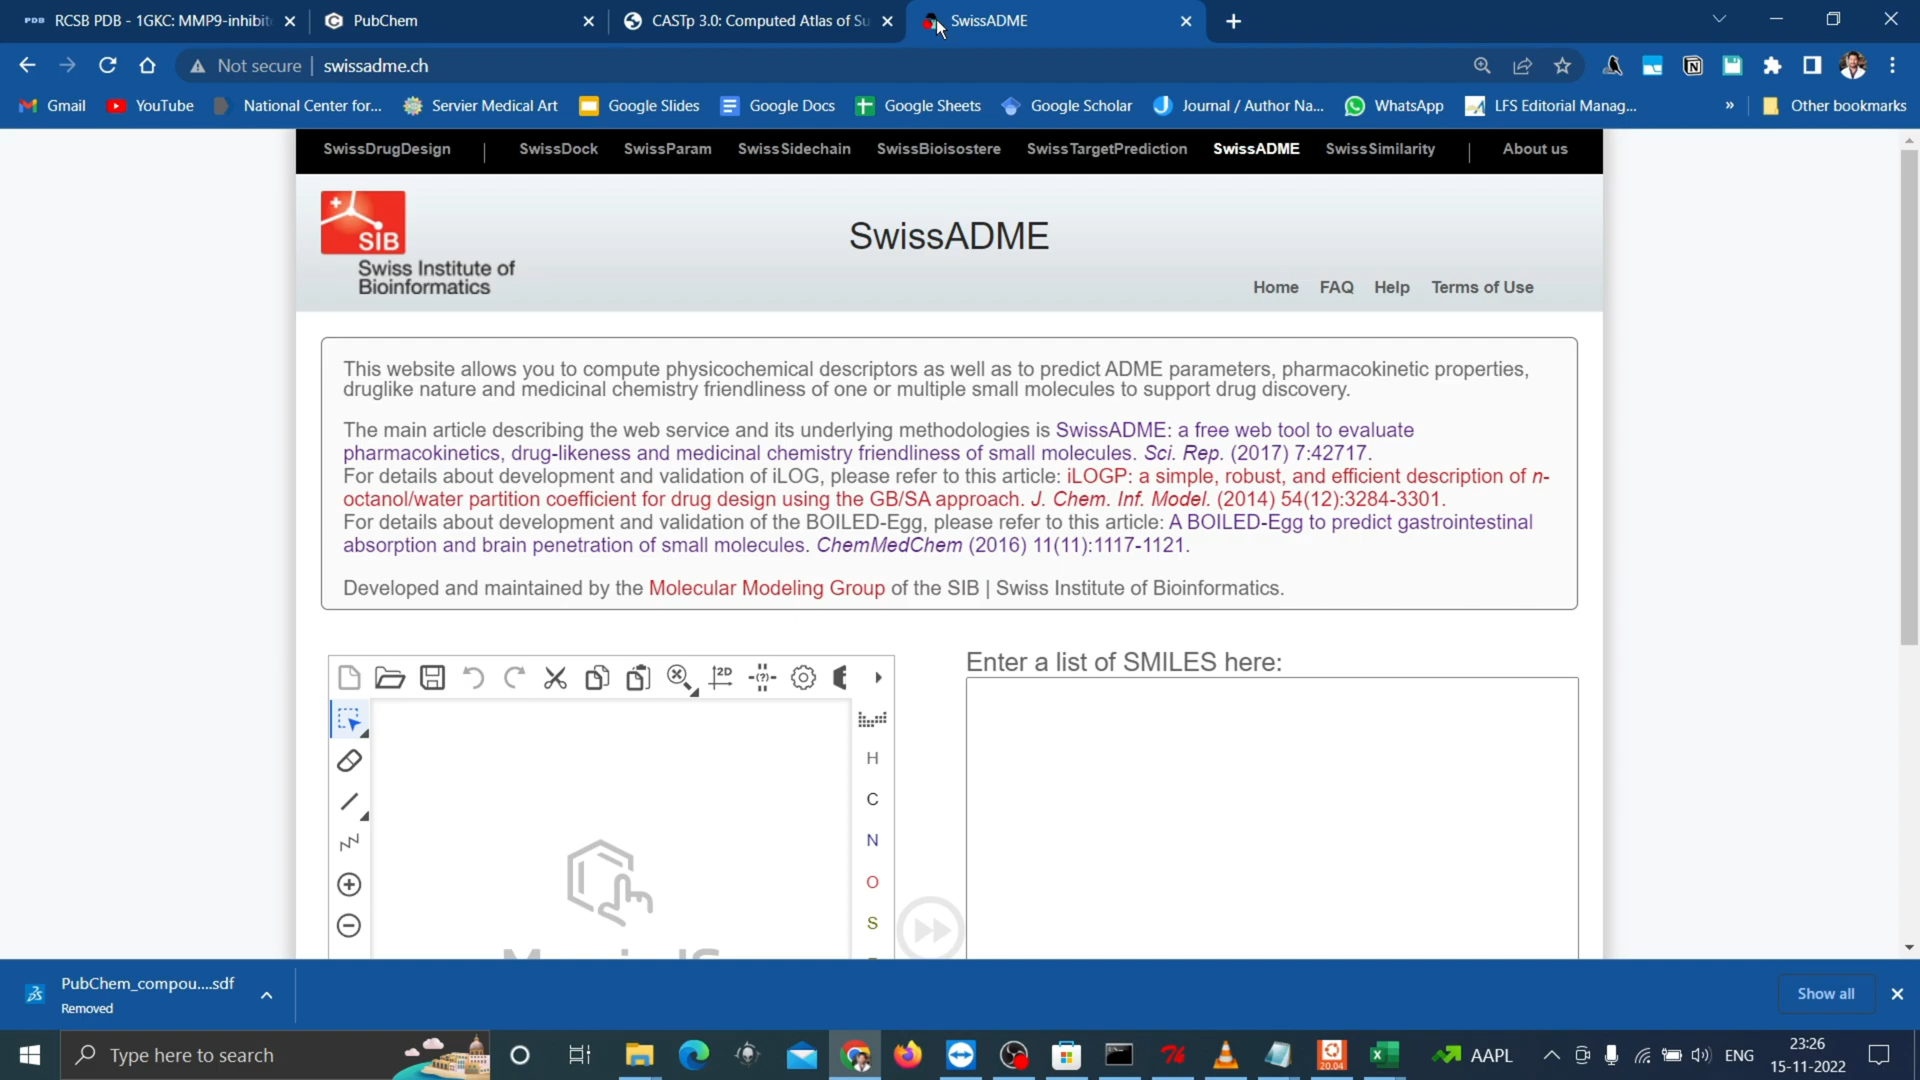 RCSB PDB - 1GKC: MMP9-inhibit
PubChem
CASTp 3.0: Computed Atlas of Su
SwissADME
Not secure
swissadme.ch
Gmail
YouTube
National Center for...
Servier Medical Art
Google Slides
Google Docs
Google Sheets
Google Scholar
Journal / Author Na...
WhatsApp
LFS Editorial Manag...
»
Other bookmarks
SwissDrugDesign | SwissDock SwissParam SwissSidechain SwissBioisostere SwissTargetPrediction SwissADME SwissSimilarity | About us
SIB
Swiss Institute of
Bioinformatics
SwissADME
Home FAQ Help Terms of Use
This website allows you to compute physicochemical descriptors as well as to predict ADME parameters, pharmacokinetic properties,
druglike nature and medicinal chemistry friendliness of one or multiple small molecules to support drug discovery.
The main article describing the web service and its underlying methodologies is SwissADME: a free web tool to evaluate
pharmacokinetics, drug-likeness and medicinal chemistry friendliness of small molecules. Sci. Rep. (2017) 7:42717.
For details about development and validation of iLOG, please refer to this article: iLOGP: a simple, robust, and efficient description of n-
octanol/water partition coefficient for drug design using the GB/SA approach. J. Chem. Inf. Model. (2014) 54(12):3284-3301.
For details about development and validation of the BOILED-Egg, please refer to this article: A BOILED-Egg to predict gastrointestinal
absorption and brain penetration of small molecules. ChemMedChem (2016) 11(11):1117-1121.
Developed and maintained by the Molecular Modeling Group of the SIB | Swiss Institute of Bioinformatics.
2D
(?)
H
C
N
O
S
Enter a list of SMILES here:
PubChem_compou....sdf
Removed
Show all
Type here to search
20.04
AAPL
ENG
23:26
15-11-2022